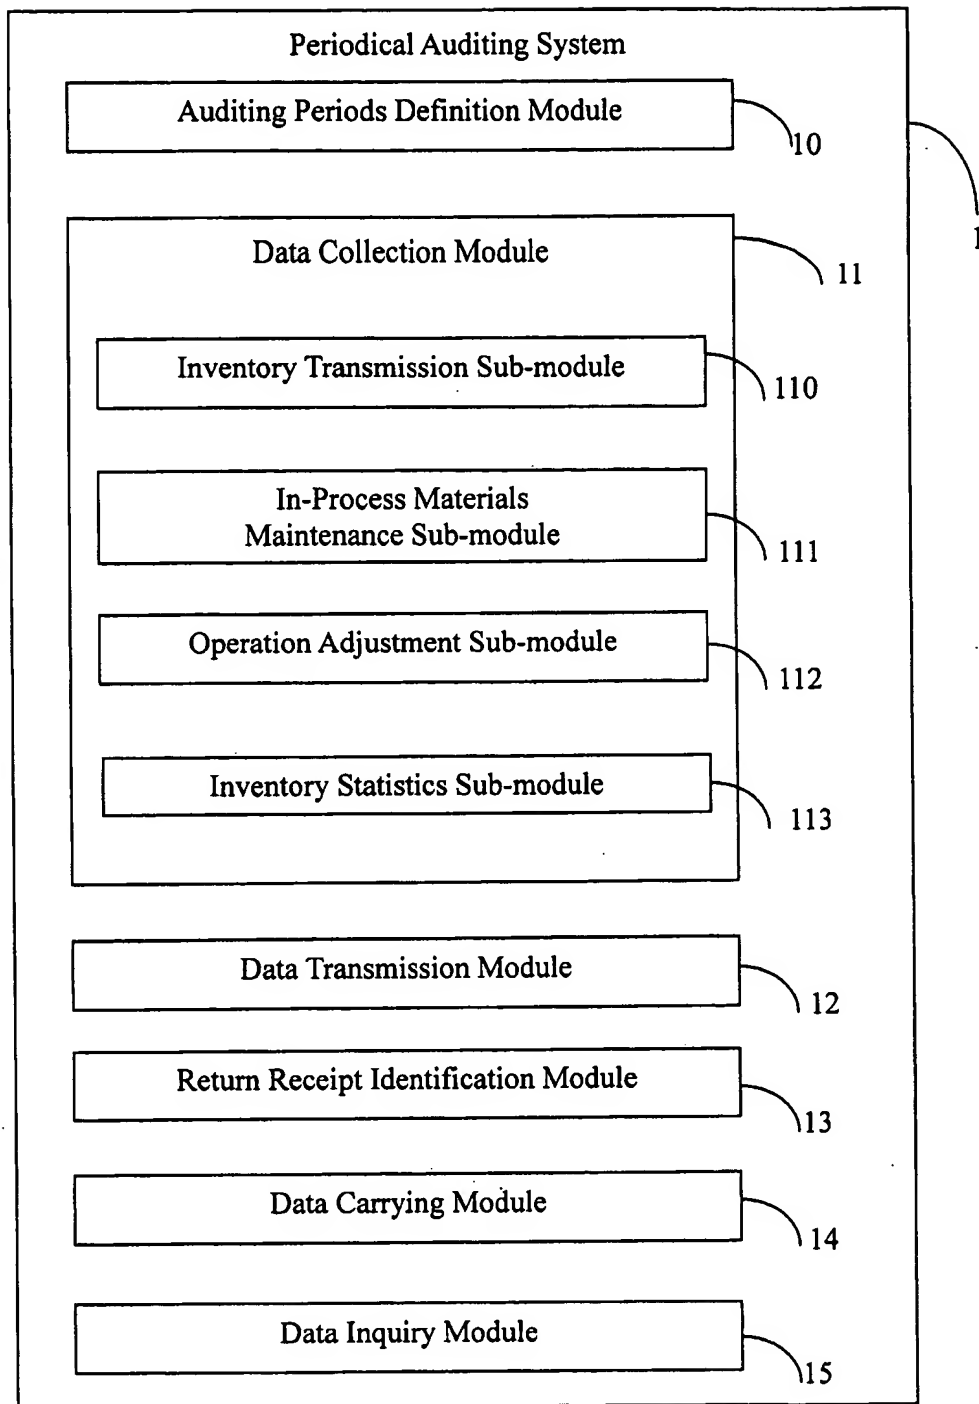 Periodical Auditing System
Auditing Periods Definition Module
10
1
Data Collection Module
11
Inventory Transmission Sub-module
110
In-Process Materials
Maintenance Sub-module
111
Operation Adjustment Sub-module
112
Inventory Statistics Sub-module
113
Data Transmission Module
12
Return Receipt Identification Module
13
Data Carrying Module
14
Data Inquiry Module
15